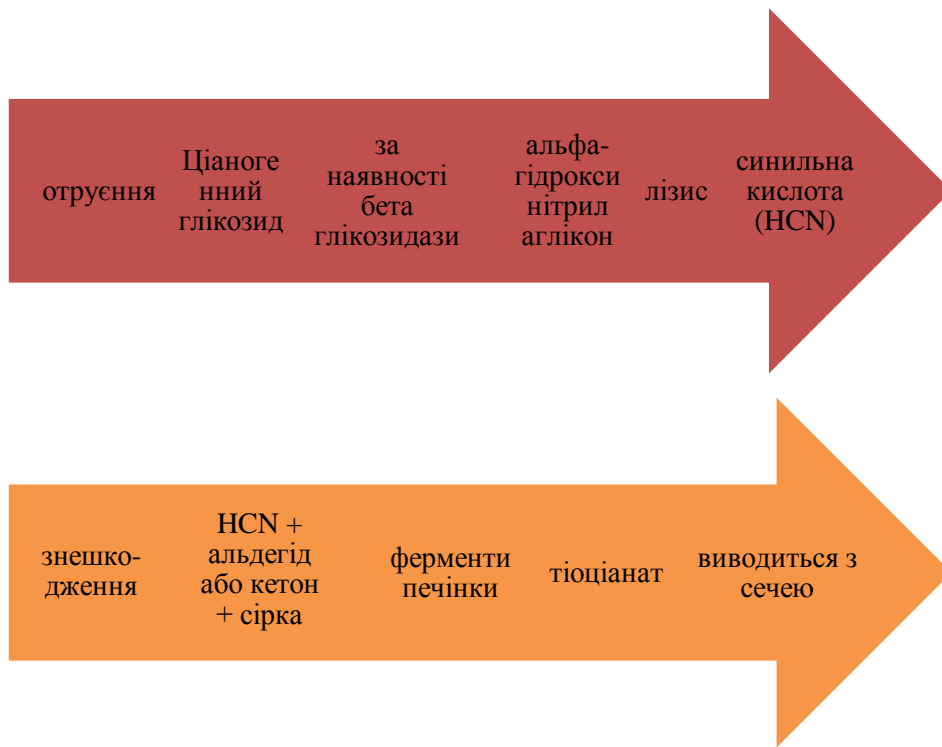 отруєння
Ціаноге
нний
глікозид
за
наявності
бета
глікозидази
альфа-
гідрокси
нітрил
аглікон
лізис
синильна
кислота
(HCN)
знешко-
дження
HCN +
альдегід
або кетон
+ сірка
ферменти
печінки
тіоціанат
виводиться з
сечею